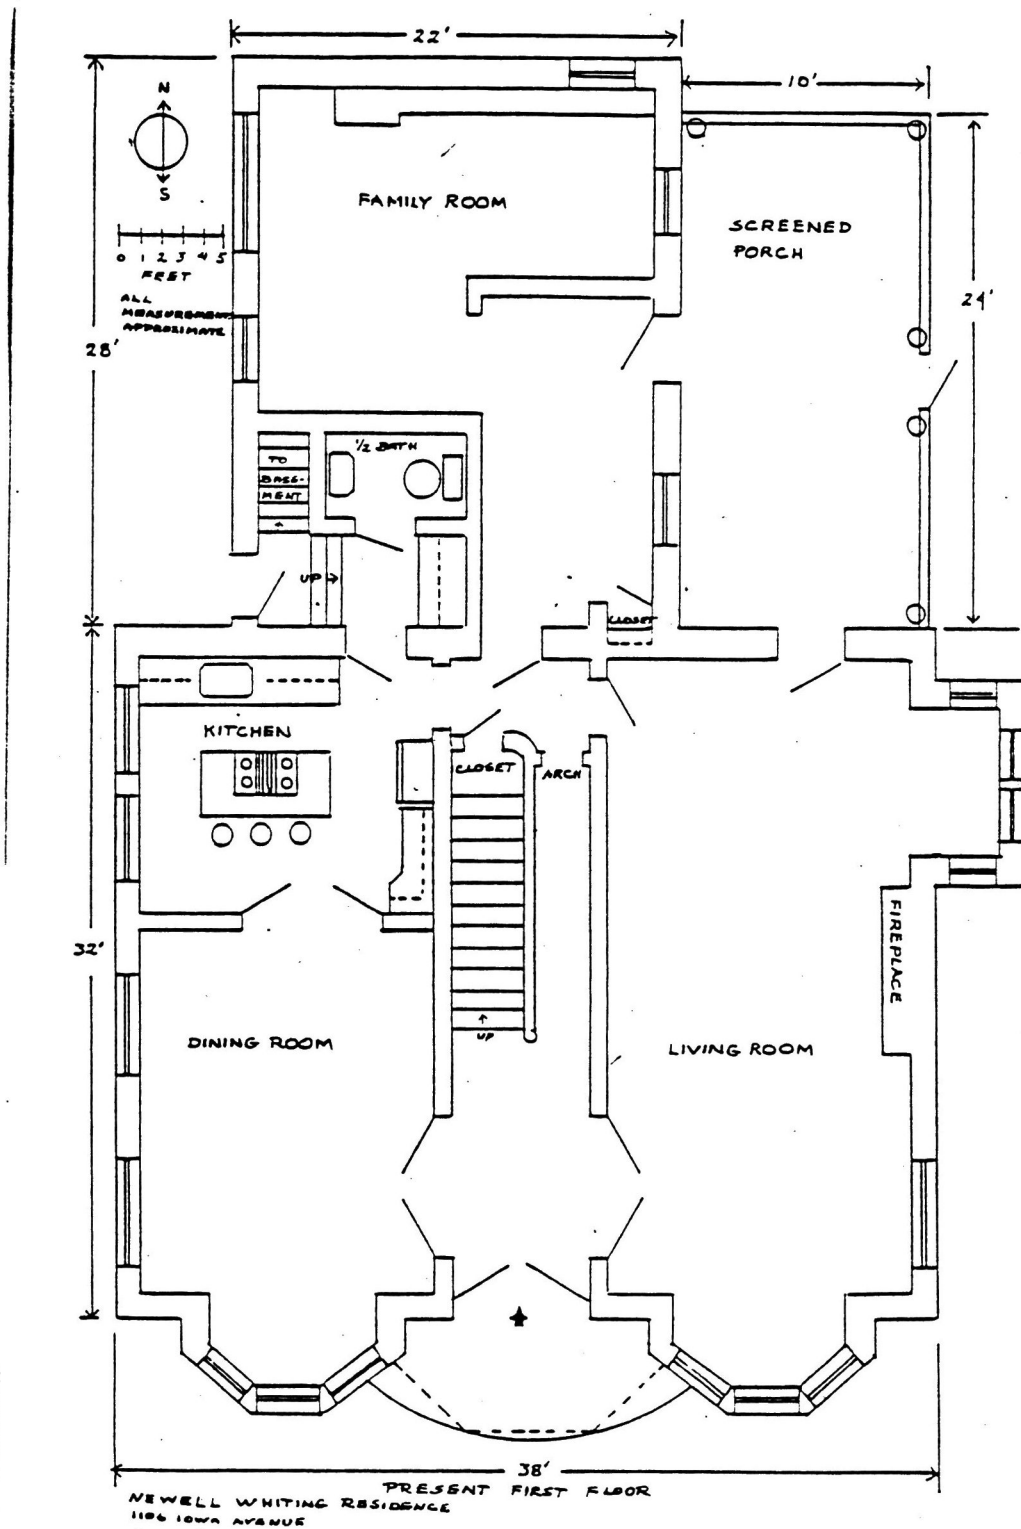 22'
10'
N
S
0 1 2 3 4 5
FEET
ALL
MEASUREMENTS
APPROXIMATE
28'
FAMILY ROOM
SCREENED
PORCH
24'
1/2 BATH
TO
BASE-
MENT
UP
CLOSET
KITCHEN
CLOSET
ARCH
FIREPLACE
32'
UP
DINING ROOM
LIVING ROOM
38'
PRESENT FIRST FLOOR
NEWELL WHITING RESIDENCE
1106 IOWA AVENUE